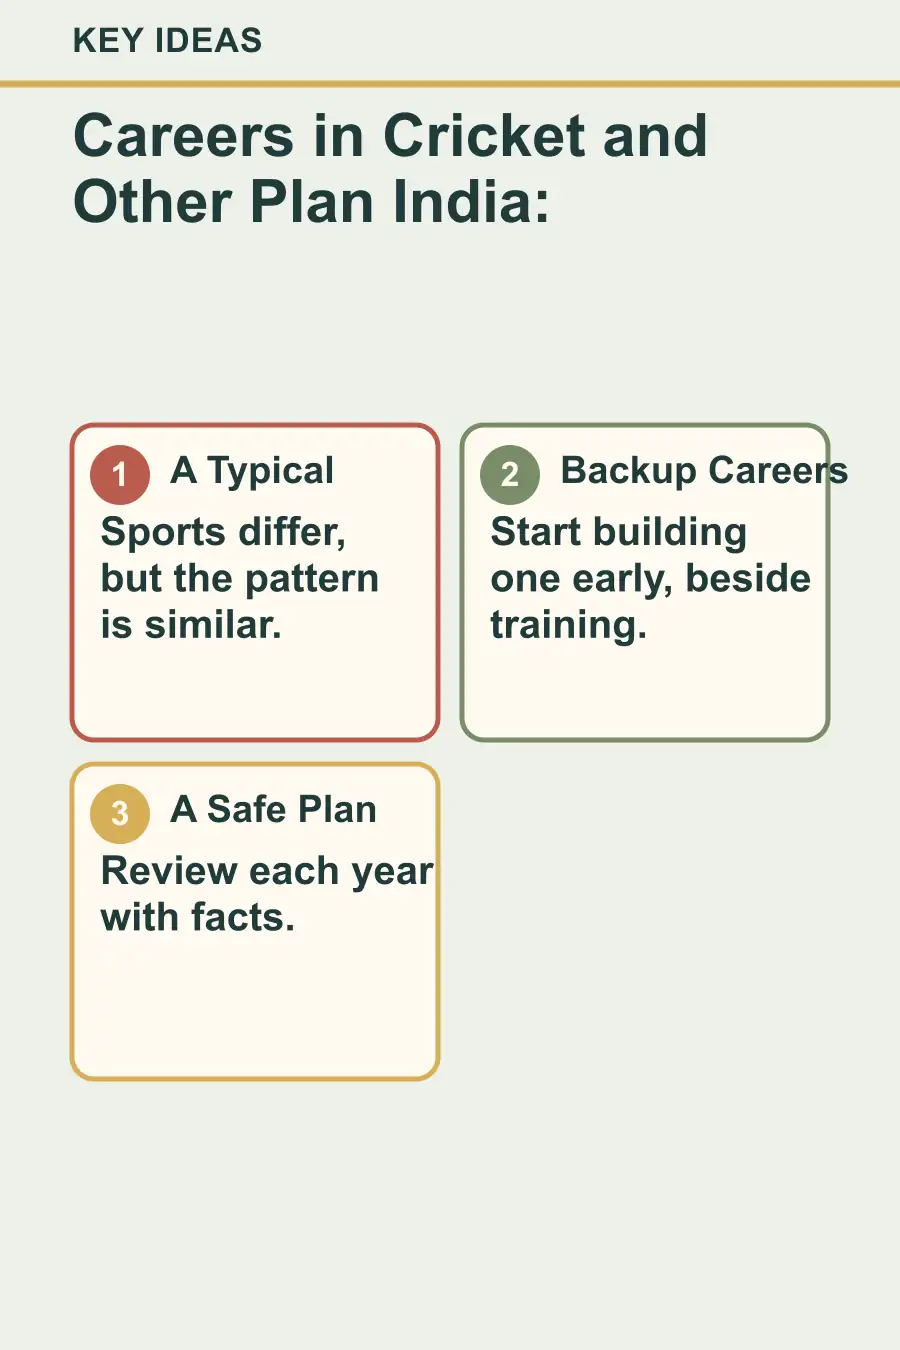 KEY IDEAS
Careers in Cricket and
Other Plan India:
1 A Typical
Sports differ,
but the pattern
is similar.
2 Backup Careers
Start building
one early, beside
training.
3 A Safe Plan
Review each year
with facts.